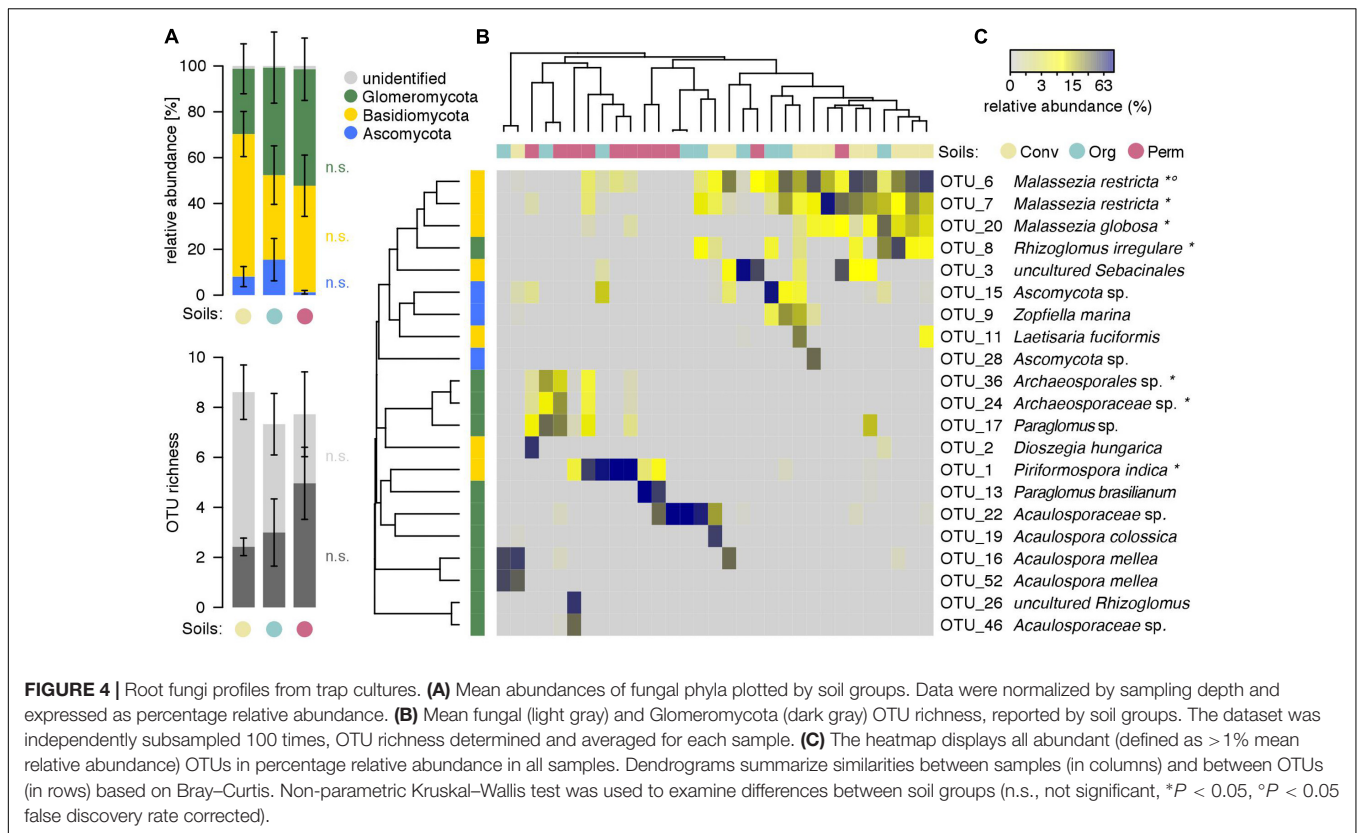 A
100
80
60
40
20
0
relative abundance [%]
unidentified
Glomeromycota
Basidiomycota
Ascomycota
n.s.
n.s.
n.s.
Soils:
10
8
6
4
2
0
OTU richness
n.s.
n.s.
Soils:
B
C
0 3 15 63
relative abundance (%)
Soils: Conv Org Perm
OTU_6 Malassezia restricta *°
OTU_7 Malassezia restricta *
OTU_20 Malassezia globosa *
OTU_8 Rhizoglomus irregulare *
OTU_3 uncultured Sebacinales
OTU_15 Ascomycota sp.
OTU_9 Zopfiella marina
OTU_11 Laetisaria fuciformis
OTU_28 Ascomycota sp.
OTU_36 Archaeosporales sp. *
OTU_24 Archaeosporaceae sp. *
OTU_17 Paraglomus sp.
OTU_2 Dioszegia hungarica
OTU_1 Piriformospora indica *
OTU_13 Paraglomus brasilianum
OTU_22 Acaulosporaceae sp.
OTU_19 Acaulospora colossica
OTU_16 Acaulospora mellea
OTU_52 Acaulospora mellea
OTU_26 uncultured Rhizoglomus
OTU_46 Acaulosporaceae sp.
FIGURE 4 | Root fungi profiles from trap cultures. (A) Mean abundances of fungal phyla plotted by soil groups. Data were normalized by sampling depth and
expressed as percentage relative abundance. (B) Mean fungal (light gray) and Glomeromycota (dark gray) OTU richness, reported by soil groups. The dataset was
independently subsampled 100 times, OTU richness determined and averaged for each sample. (C) The heatmap displays all abundant (defined as >1% mean
relative abundance) OTUs in percentage relative abundance in all samples. Dendrograms summarize similarities between samples (in columns) and between OTUs
(in rows) based on Bray–Curtis. Non-parametric Kruskal–Wallis test was used to examine differences between soil groups (n.s., not significant, *P < 0.05, °P < 0.05
false discovery rate corrected).